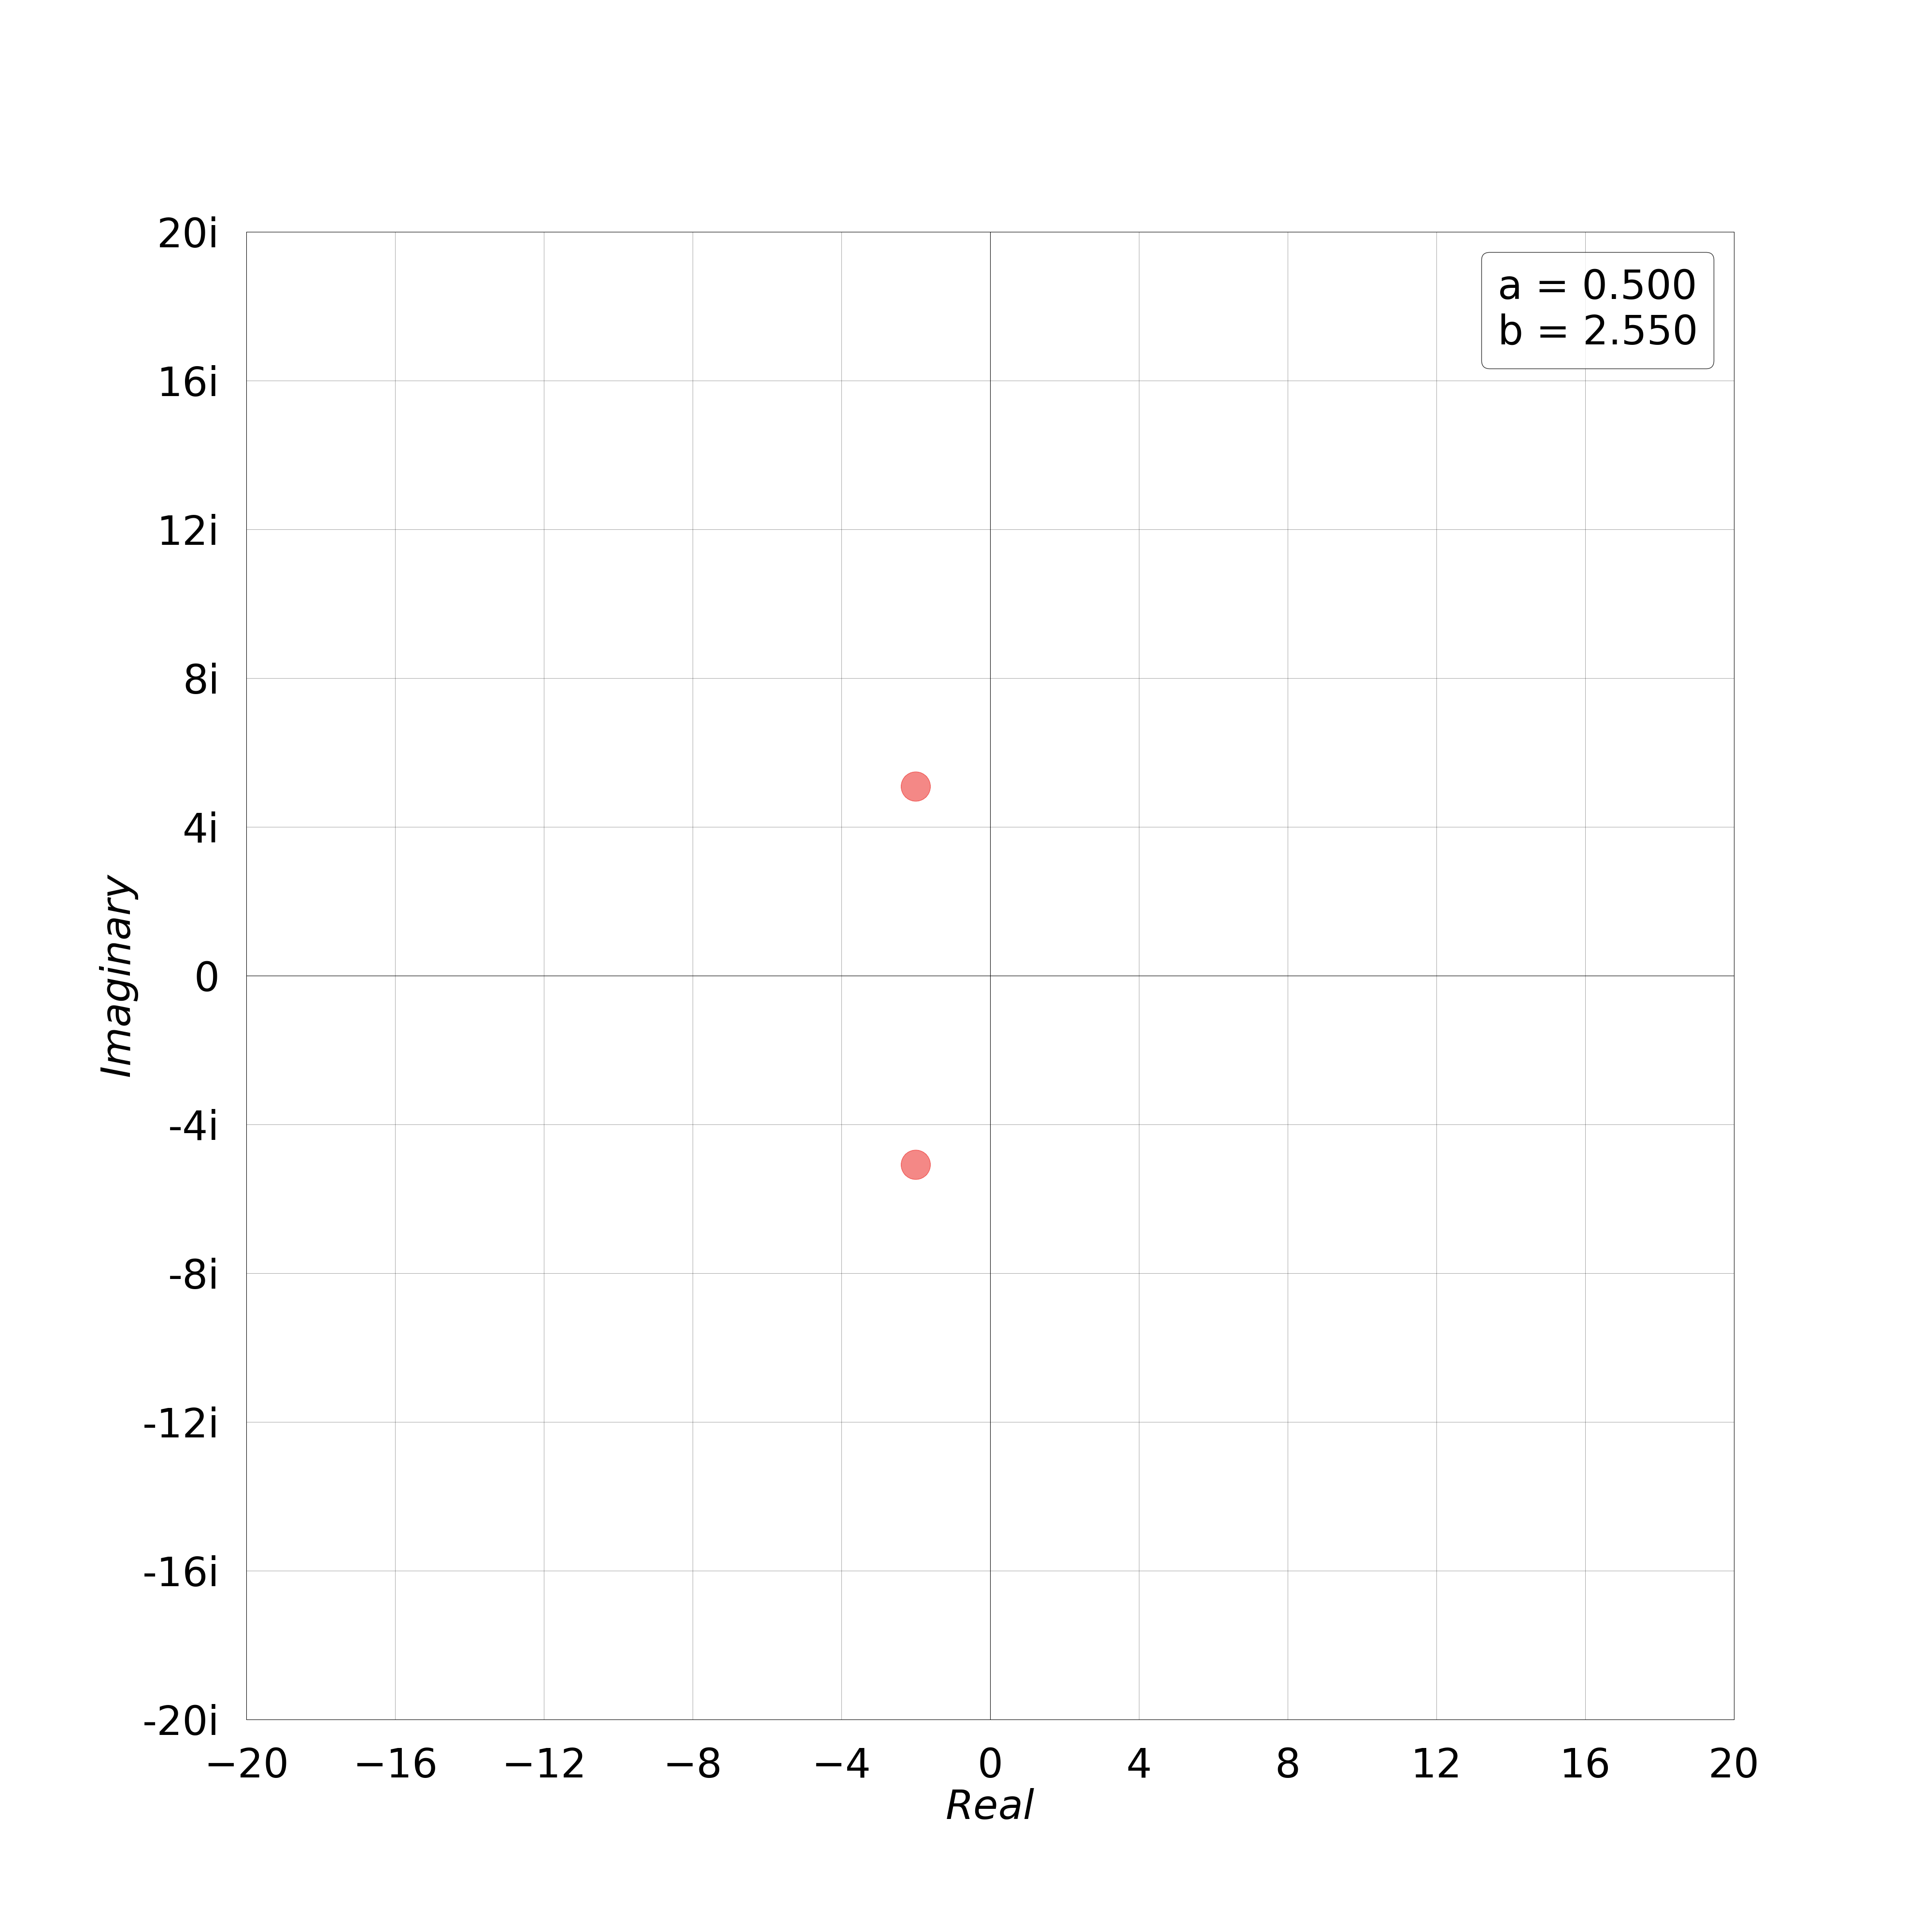 a = 0.500
b = 2.550
20i
16i
12i
8i
4i
0
-4i
-8i
-12i
-16i
-20i
Imaginary
−20 −16 −12 −8 −4 0 4 8 12 16 20
Real